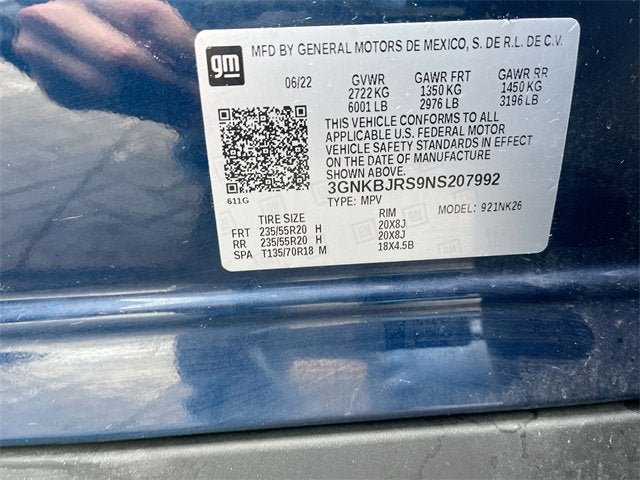 gm
MFD BY GENERAL MOTORS DE MEXICO, S. DE R.L. DE C.V.
06/22 GVWR GAWR FRT GAWR RR
2722 KG 1350 KG 1450 KG
6001 LB 2976 LB 3196 LB
THIS VEHICLE CONFORMS TO ALL
APPLICABLE U.S. FEDERAL MOTOR
VEHICLE SAFETY STANDARDS IN EFFECT
ON THE DATE OF MANUFACTURE
SHOWN ABOVE.
3GNKBJRS9NS207992
611G TYPE: MPV MODEL: 921NK26
TIRE SIZE RIM
FRT 235/55R20 H 20X8J
RR 235/55R20 H 20X8J
SPA T135/70R18 M 18X4.5B